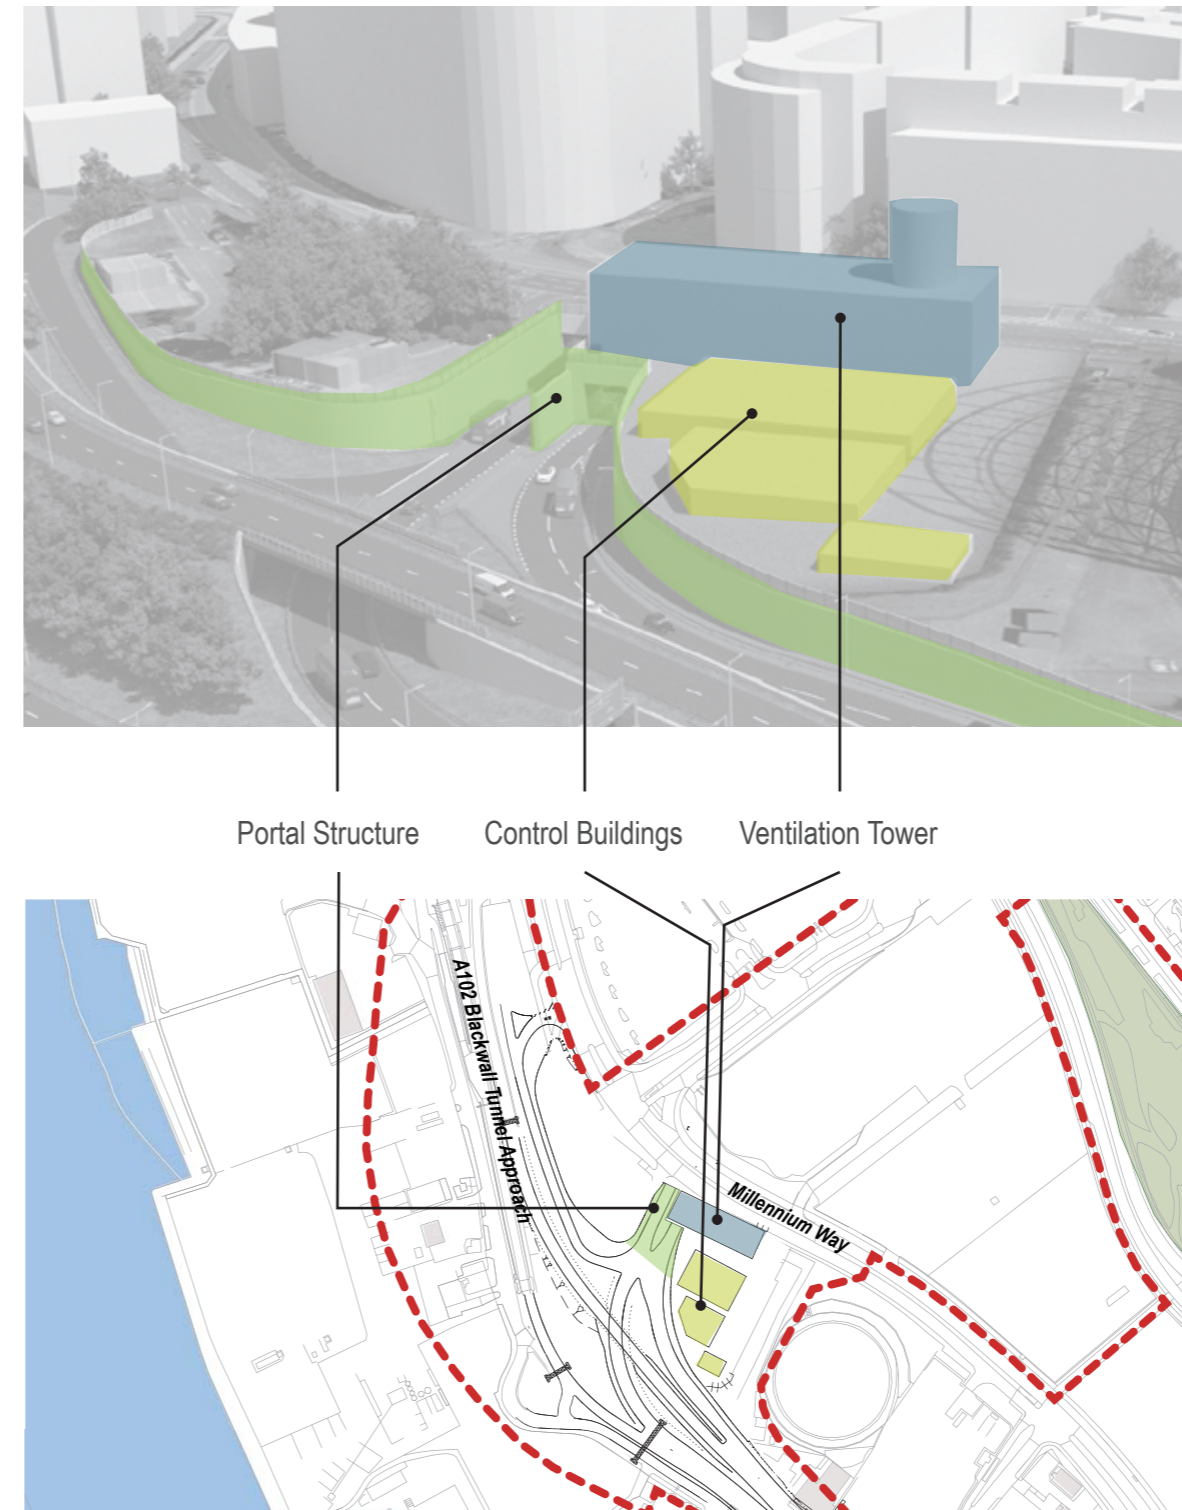 Portal Structure
Control Buildings
Ventilation Tower
A102 Blackwall Tunnel Approach
Millennium Way